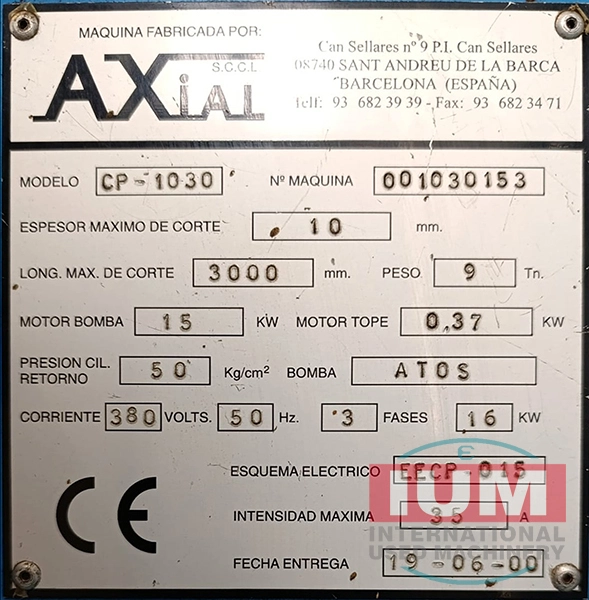 MAQUINA FABRICADA POR:
AXiAL
S.C.C.L
Can Sellares nº 9 P.I. Can Sellares
08740 SANT ANDREU DE LA BARCA
BARCELONA (ESPAÑA)
Telf: 93 682 39 39 - Fax: 93 682 34 71
MODELO CP-1030 Nº MAQUINA 001030153
ESPESOR MAXIMO DE CORTE 10 mm.
LONG. MAX. DE CORTE 3000 mm. PESO 9 Tn.
MOTOR BOMBA 15 KW MOTOR TOPE 0.37 KW
PRESION CIL. RETORNO 50 Kg/cm² BOMBA ATOS
CORRIENTE 380 VOLTS. 50 Hz. 3 FASES 16 KW
ESQUEMA ELECTRICO EECP-015
INTENSIDAD MAXIMA 35 A
FECHA ENTREGA 19-06-00
CE
IUM
INTERNATIONAL
USED MACHINERY